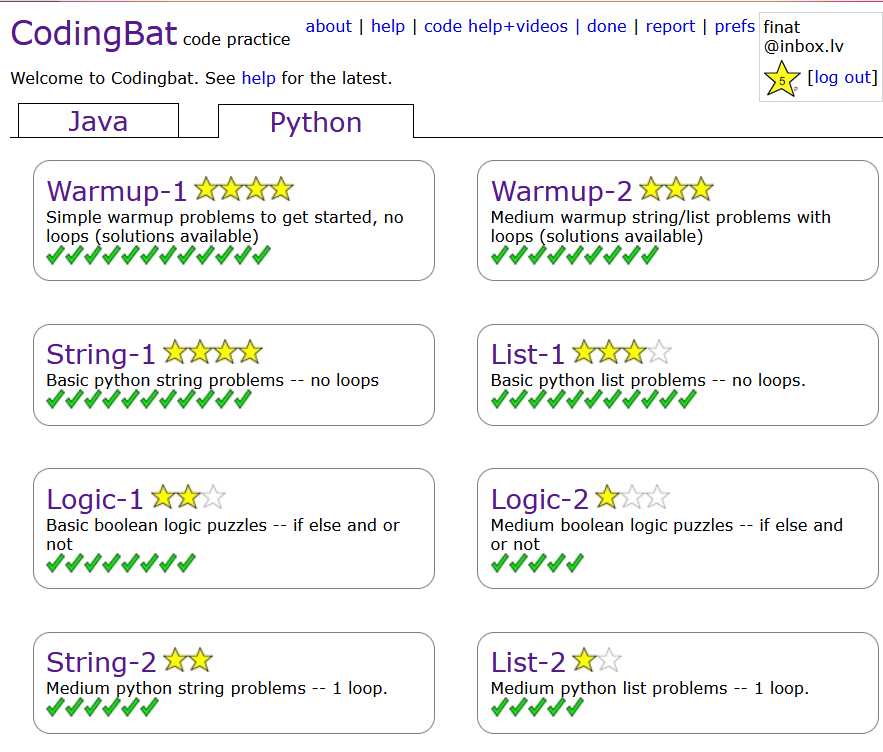 CodingBat code practice
about | help | code help+videos | done | report | prefs
finat
@inbox.lv
5
p
[log out]
Welcome to Codingbat. See help for the latest.
Java
Python
Warmup-1
Simple warmup problems to get started, no
loops (solutions available)
Warmup-2
Medium warmup string/list problems with
loops (solutions available)
String-1
Basic python string problems -- no loops
List-1
Basic python list problems -- no loops.
Logic-1
Basic boolean logic puzzles -- if else and or
not
Logic-2
Medium boolean logic puzzles -- if else and
or not
String-2
Medium python string problems -- 1 loop.
List-2
Medium python list problems -- 1 loop.